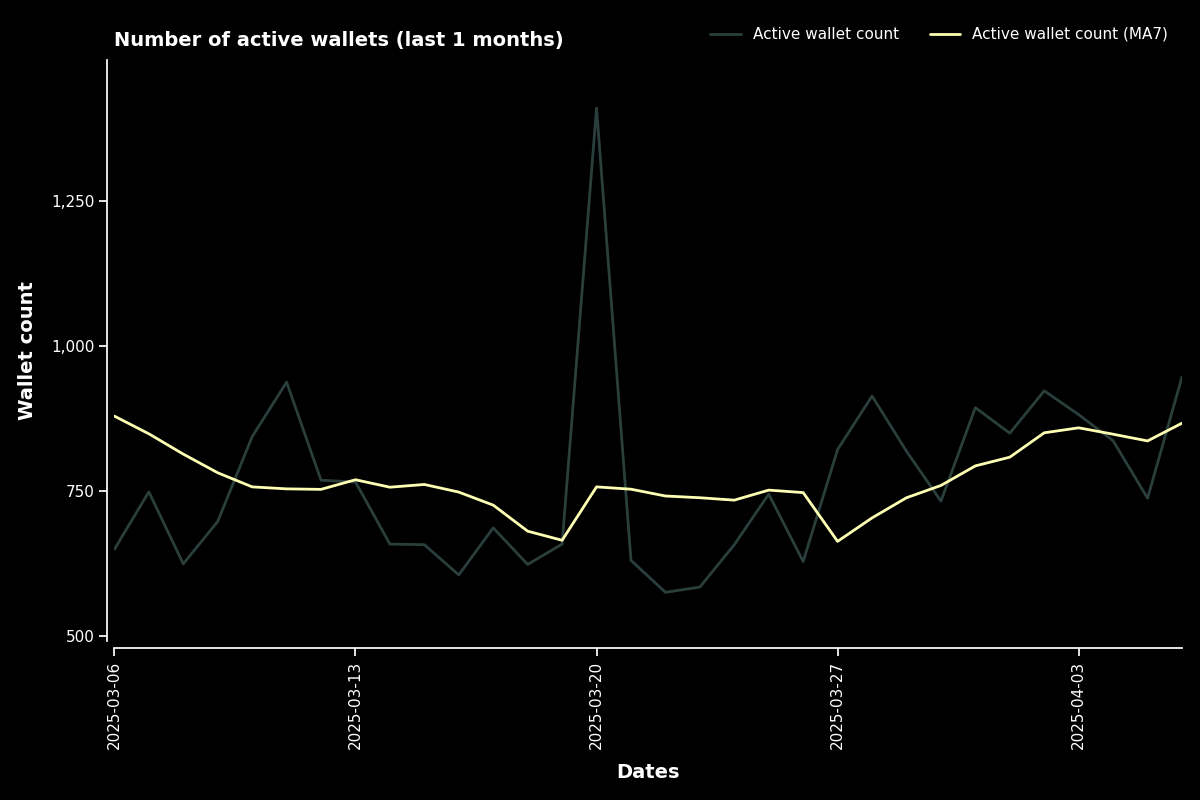 Number of active wallets (last 1 months)
Active wallet count
Active wallet count (MA7)
Wallet count
1,250
1,000
750
500
2025-03-06
2025-03-13
2025-03-20
2025-03-27
2025-04-03
Dates